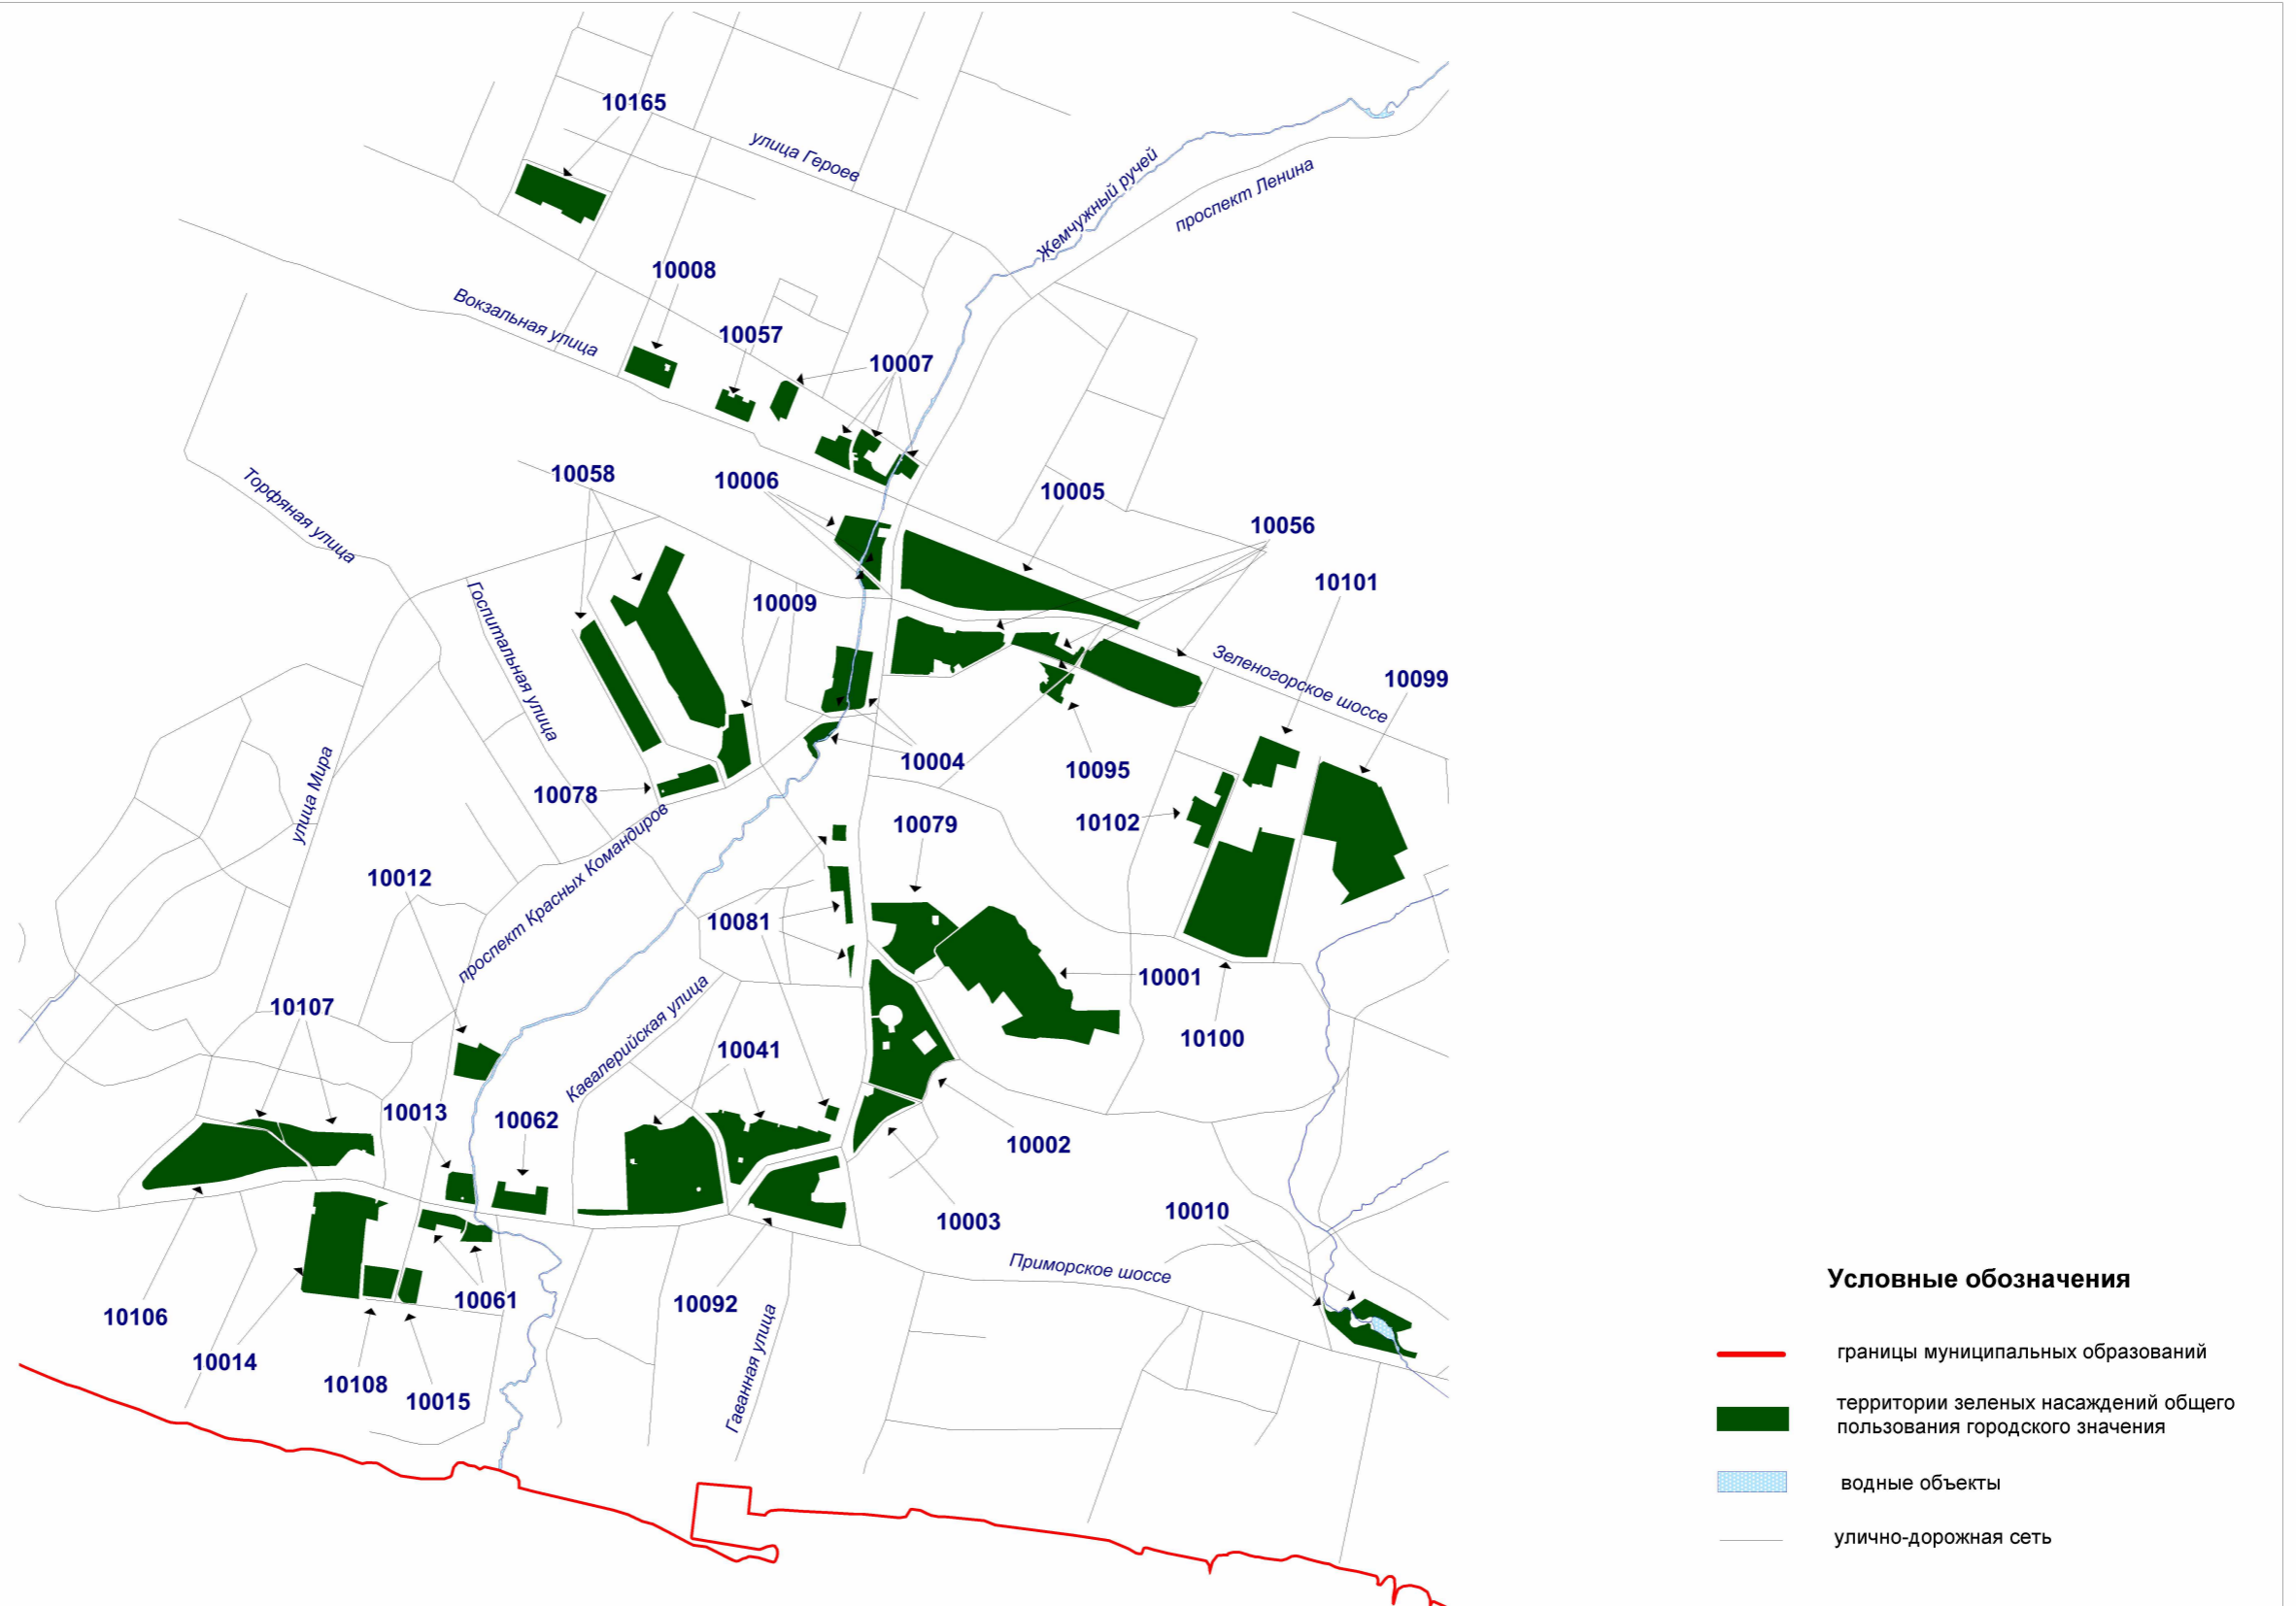 10165
улица Героев
Жемчужный ручей
проспект Ленина
10008
Вокзальная улица
10057
10007
10058
10006
10005
Торфяная улица
10056
10101
Госпитальная улица
10009
Зеленогорское шоссе
10099
10004
10095
10078
улица Мира
10102
10079
проспект Красных Командиров
10012
10081
10001
10107
Кавалерийская улица
10100
10041
10013
10062
10002
10003
10010
Приморское шоссе
10061
10092
10106
Гаванная улица
10014
10108
10015
Условные обозначения
границы муниципальных образований
территории зеленых насаждений общего
пользования городского значения
водные объекты
улично-дорожная сеть